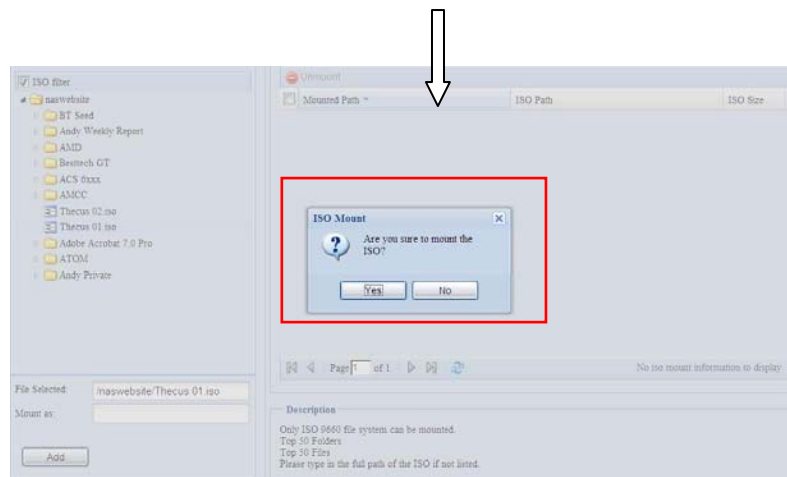 ISO filter
naswebsite
BT Seed
Andy Weekly Report
AMD
Besttech GT
ACS 6xxx
AMCC
Thecus 02.iso
Thecus 01.iso
Adobe Acrobat 7.0 Pro
ATOM
Andy Private
File Selected:
/naswebsite/Thecus 01.iso
Mount as:
Add
Unmount
Mounted Path ISO Path ISO Size
ISO Mount
Are you sure to mount the
ISO?
Yes No
Page 1 of 1
No iso mount information to display
Description
Only ISO 9660 file system can be mounted.
Top 50 Folders
Top 50 Files
Please type in the full path of the ISO if not listed.